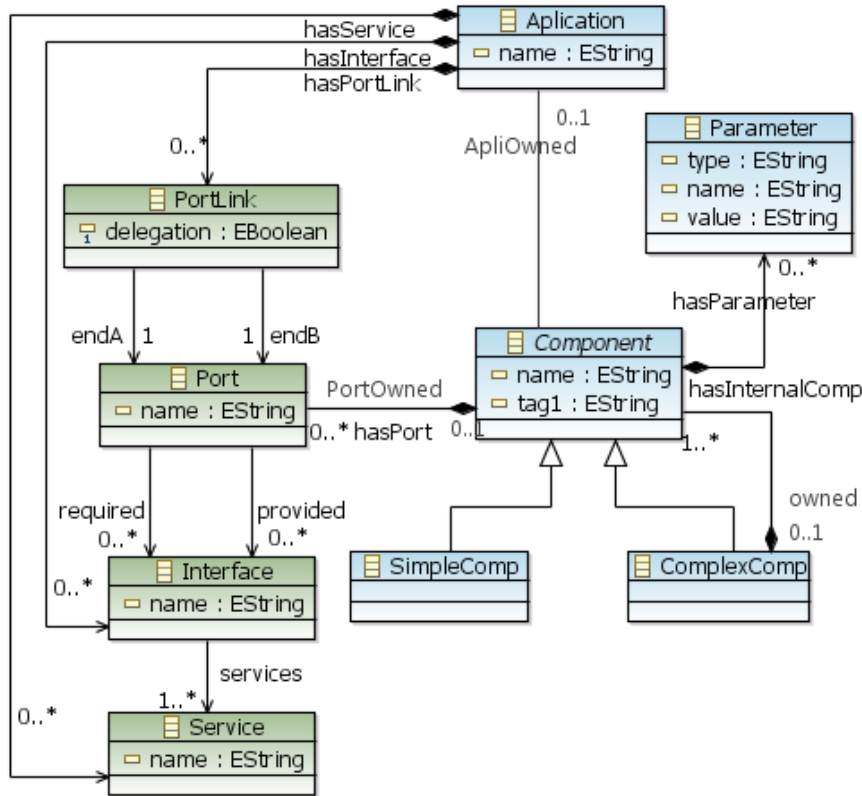 Aplication
name : EString
hasService
hasInterface
hasPortLink
0..*
0..1
ApliOwned
Parameter
type : EString
name : EString
value : EString
0..*
hasParameter
PortLink
delegation : EBoolean
endA 1
1 endB
Component
name : EString
tag1 : EString
hasInternalComp
1..*
Port
name : EString
PortOwned
0..* hasPort
0..1
required
0..*
provided
0..*
owned
0..1
Interface
name : EString
0..*
SimpleComp
ComplexComp
services
1..*
0..*
Service
name : EString